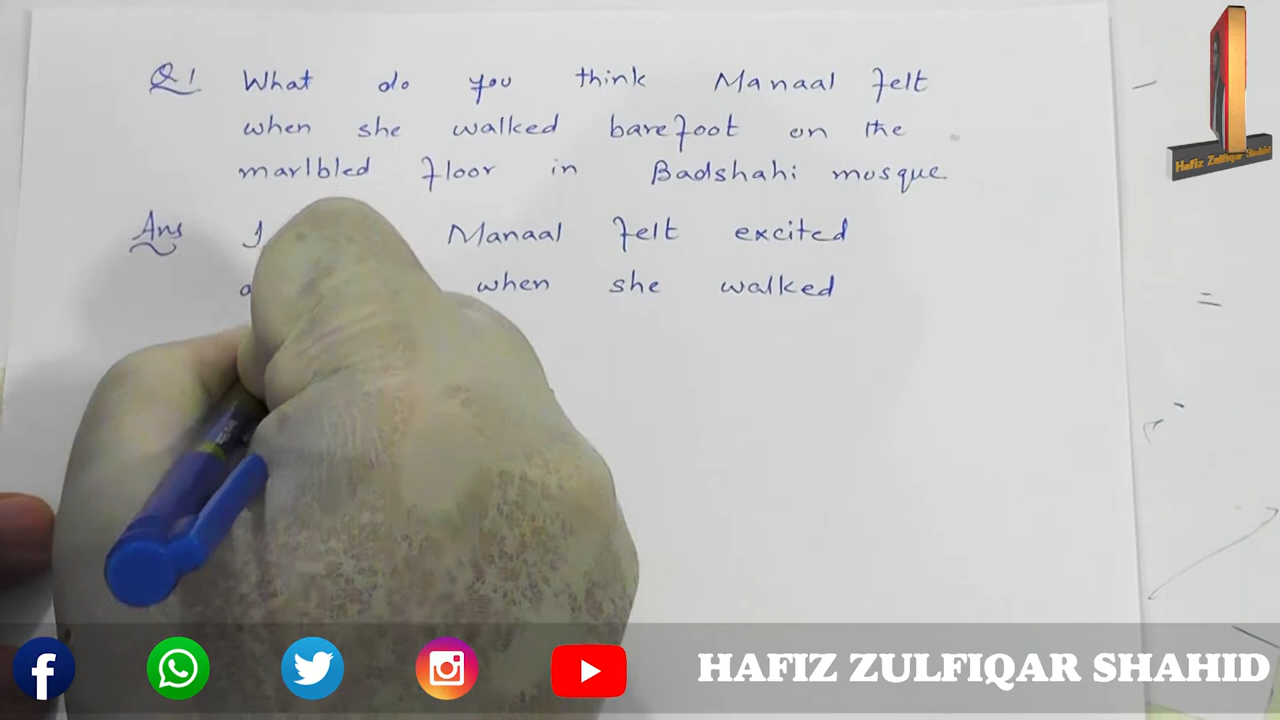 Q1 What do you think Manaal felt
when she walked barefoot on the
marlbled floor in Badshahi mosque
Ans I Manaal felt excited
when she walked
Hafiz Zulfiqar Shahid
HAFIZ ZULFIQAR SHAHID